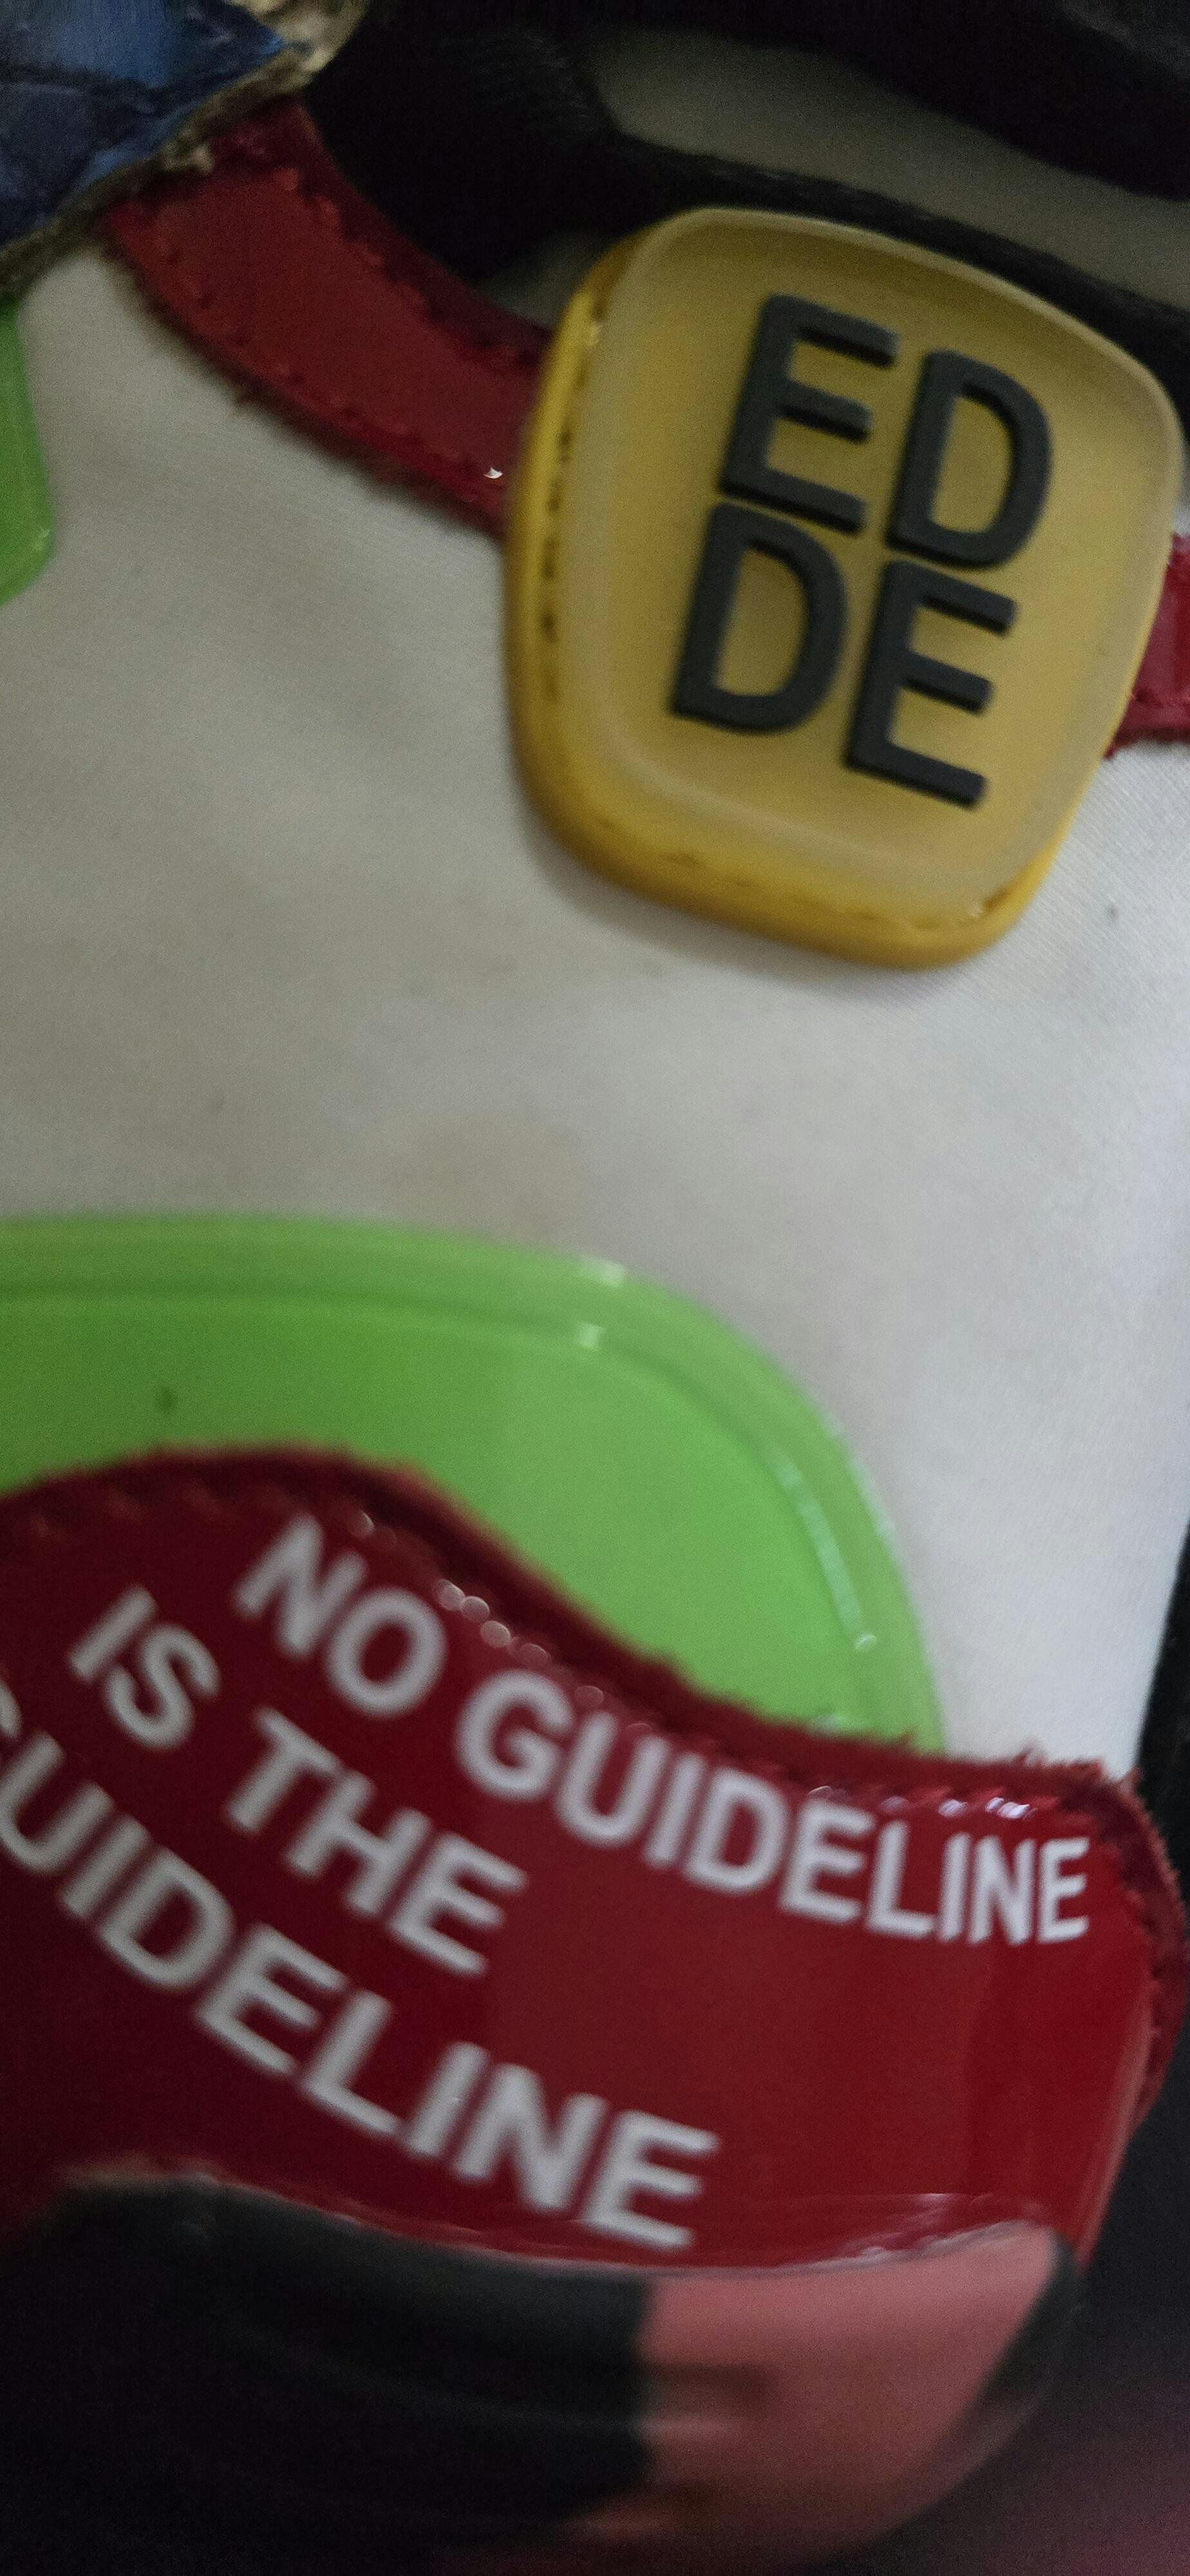 ED
DE
NO GUIDELINE
IS THE
GUIDELINE